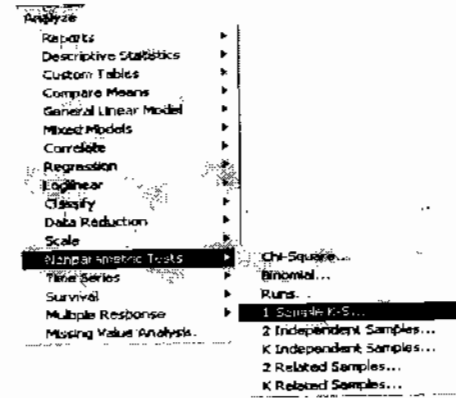 Analyze
Reports
Descriptive Statistics
Custom Tables
Compare Means
General Linear Model
Mixed Models
Correlate
Regression
Loglinear
Classify
Data Reduction
Scale
Nonparametric Tests
Time Series
Survival
Multiple Response
Missing Value Analysis.
Chi-Square...
Binomial...
Runs...
1 Sample K-S...
2 Independent Samples...
K Independent Samples...
2 Related Samples...
K Related Samples...